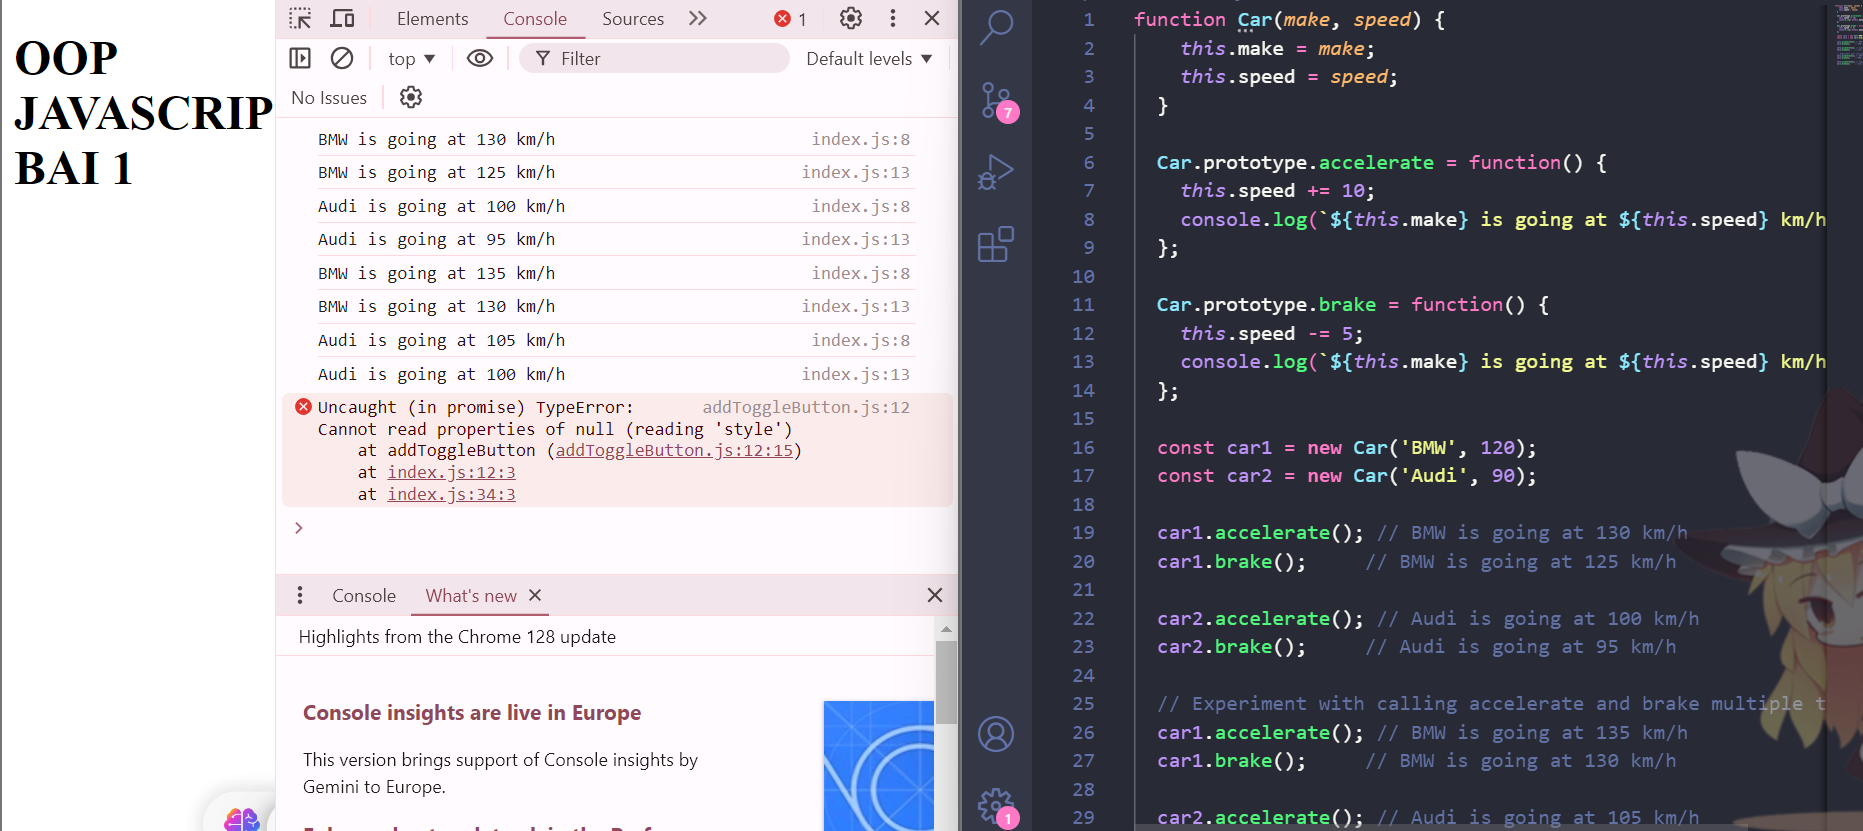 OOP
JAVASCRIP
BAI 1
Elements
Console
Sources
1
top
Filter
Default levels
No Issues
BMW is going at 130 km/h index.js:8
BMW is going at 125 km/h index.js:13
Audi is going at 100 km/h index.js:8
Audi is going at 95 km/h index.js:13
BMW is going at 135 km/h index.js:8
BMW is going at 130 km/h index.js:13
Audi is going at 105 km/h index.js:8
Audi is going at 100 km/h index.js:13
Uncaught (in promise) TypeError: addToggleButton.js:12
Cannot read properties of null (reading 'style')
at addToggleButton (addToggleButton.js:12:15)
at index.js:12:3
at index.js:34:3
Console
What's new
Highlights from the Chrome 128 update
Console insights are live in Europe
This version brings support of Console insights by
Gemini to Europe.
7
1
1 function Car(make, speed) {
2 this.make = make;
3 this.speed = speed;
4 }
5
6 Car.prototype.accelerate = function() {
7 this.speed += 10;
8 console.log(`${this.make} is going at ${this.speed} km/h
9 };
10
11 Car.prototype.brake = function() {
12 this.speed -= 5;
13 console.log(`${this.make} is going at ${this.speed} km/h
14 };
15
16 const car1 = new Car('BMW', 120);
17 const car2 = new Car('Audi', 90);
18
19 car1.accelerate(); // BMW is going at 130 km/h
20 car1.brake(); // BMW is going at 125 km/h
21
22 car2.accelerate(); // Audi is going at 100 km/h
23 car2.brake(); // Audi is going at 95 km/h
24
25 // Experiment with calling accelerate and brake multiple t
26 car1.accelerate(); // BMW is going at 135 km/h
27 car1.brake(); // BMW is going at 130 km/h
28
29 car2.accelerate(); // Audi is going at 105 km/h